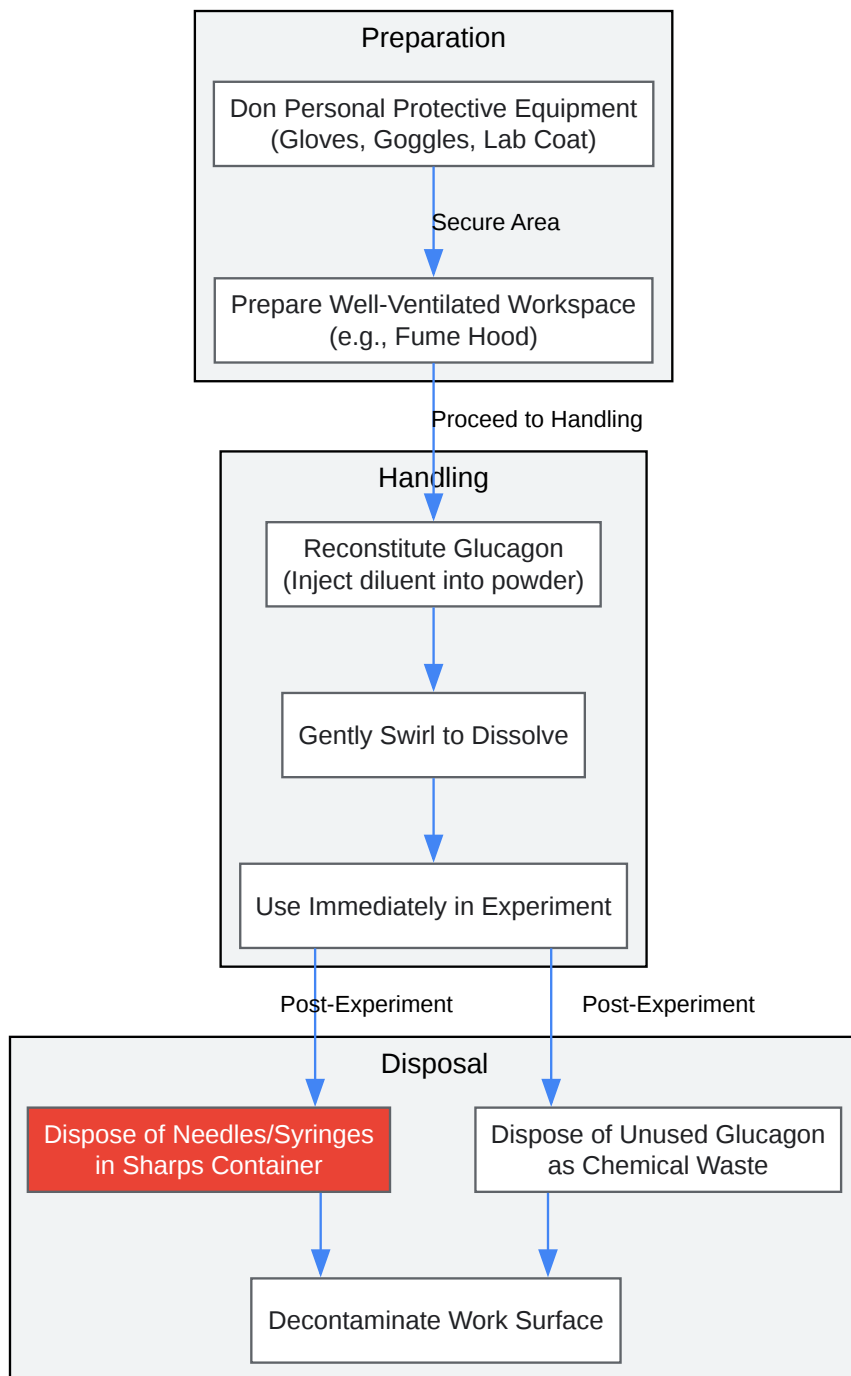 Preparation
Don Personal Protective Equipment
(Gloves, Goggles, Lab Coat)
Secure Area
Prepare Well-Ventilated Workspace
(e.g., Fume Hood)
Proceed to Handling
Handling
Reconstitute Glucagon
(Inject diluent into powder)
Gently Swirl to Dissolve
Use Immediately in Experiment
Post-Experiment
Post-Experiment
Disposal
Dispose of Needles/Syringes
in Sharps Container
Dispose of Unused Glucagon
as Chemical Waste
Decontaminate Work Surface